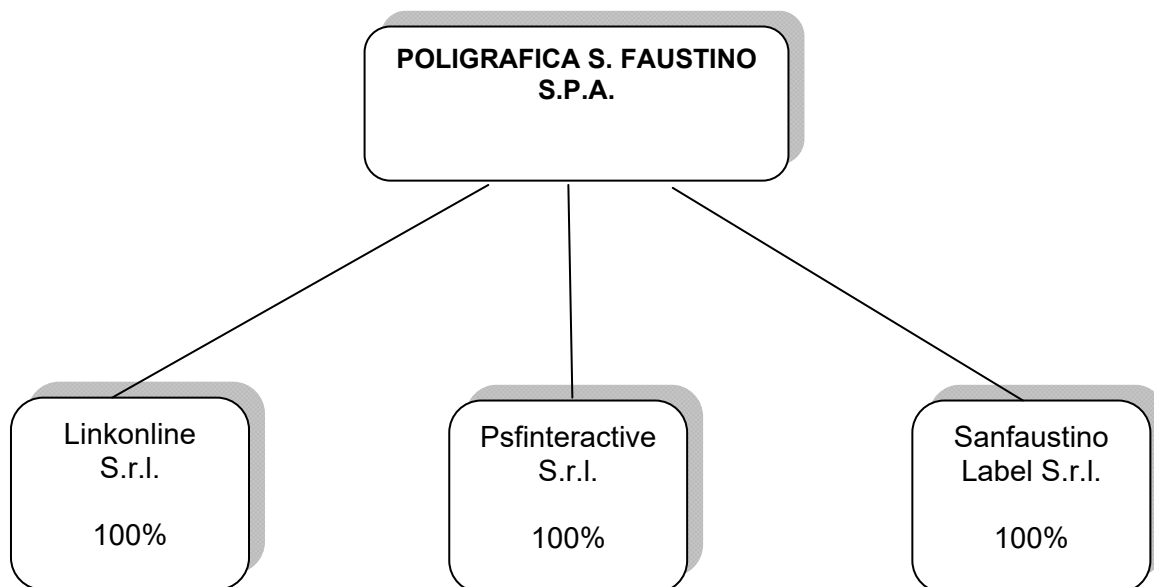 POLIGRAFICA S. FAUSTINO
S.P.A.
Linkonline
S.r.l.
100%
Psfinteractive
S.r.l.
100%
Sanfaustino
Label S.r.l.
100%